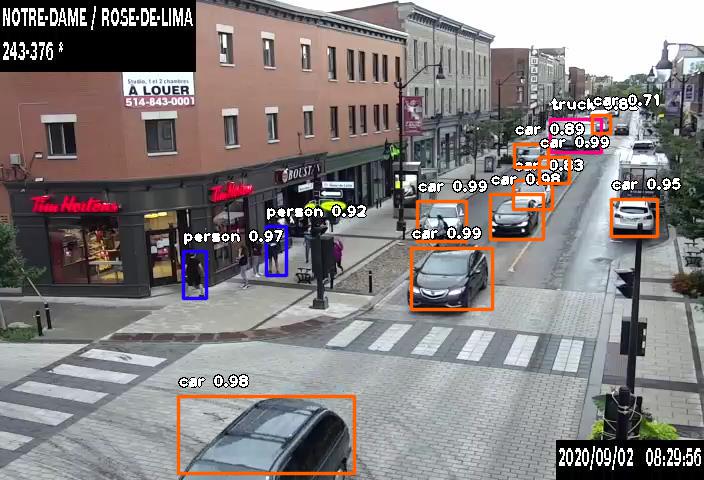 NOTRE-DAME / ROSE-DE-LIMA
243-376 *
Studio, 1 et 2 chambres
À LOUER
514-843-0001
Tim Hortons
Tim Hortons
BOUST
truck
car 0.71
car 0.89
car 0.99
0.83
car 0.98
car 0.99
car 0.95
person 0.92
person 0.97
car 0.99
car 0.98
2020/09/02 08:29:56